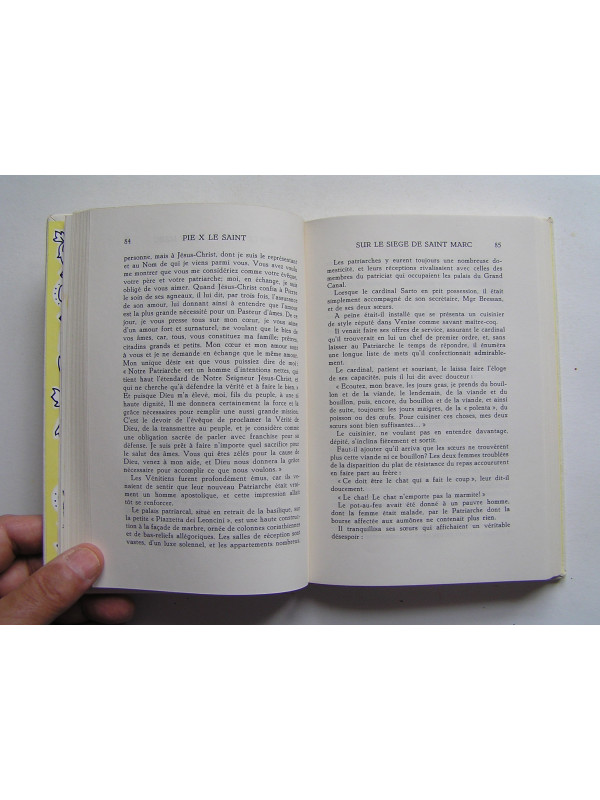 84 PIE X LE SAINT
personne, mais à Jésus-Christ, dont je suis le représentant
et au Nom de qui je viens parmi vous. Vous avez voulu
me montrer que vous me considériez comme votre évêque,
votre père et votre patriarche; moi, en échange, je suis
obligé de vous aimer. Quand Jésus-Christ confia à Pierre
le soin de ses agneaux, il lui dit, par trois fois, l'assurance
de son amour, lui donnant ainsi à entendre que l'amour
est la plus grande nécessité pour un Pasteur d'âmes. De ce
jour, je vous presse tous sur mon cœur, je vous aime
d'un amour fort et surnaturel, ne voulant que le bien de
vos âmes, car, tous, vous constituez ma famille: prêtres,
citadins grands et petits. Mon cœur et mon amour sont
à vous et je ne demande en échange que le même amour.
Mon unique désir est que vous puissiez dire de moi:
« Notre Patriarche est un homme d'intentions nettes, qui
tient haut l'étendard de Notre Seigneur Jésus-Christ, et
qui ne cherche qu'à défendre la vérité et à faire le bien »
Et puisque Dieu m'a élevé, moi, fils du peuple, à une si
haute dignité, Il me donnera certainement la force et la
grâce nécessaires pour remplir une aussi grande mission.
C'est le devoir de l'évêque de proclamer la Vérité de
Dieu, de la transmettre au peuple, et je considère comme
une obligation sacrée de parler avec franchise pour sa
défense. Je suis prêt à faire n'importe quel sacrifice pour
le salut des âmes. Vous qui êtes zélés pour la cause de
Dieu, venez à mon aide, et Dieu nous donnera la grâce
nécessaire pour accomplir ce que nous voulons. »
Les Vénitiens furent profondément émus, car ils ve-
naient de sentir que leur nouveau Patriarche était vrai-
ment un homme apostolique, et cette impression allait
se renforcer.
Le palais patriarcal, situé en retrait de la basilique, sur
la petite « Piazzetta dei Leoncini », est une haute construc-
tion à la façade de marbre, ornée de colonnes corinthiennes
et de bas-reliefs allégoriques. Les salles de réception sont
vastes, d'un luxe solennel, et les appartements nombreux.
SUR LE SIEGE DE SAINT MARC 85
Les patriarches y eurent toujours une nombreuse do-
mesticité, et leurs réceptions rivalisaient avec celles des
membres du patriciat qui occupent les palais du Grand
Canal.
Lorsque le cardinal Sarto en prit possession, il était
simplement accompagné de son secrétaire, Mgr Bressan,
et de ses deux sœurs.
A peine était-il installé que se présenta un cuisinier
de style réputé dans Venise comme savant maître-coq.
Il venait faire ses offres de service, assurant le cardinal
qu'il lui fallait un chef de premier ordre, et, sans
laisser au Patriarche le temps de répondre, il énuméra
une longue liste de mets qu'il confectionnait admirable-
ment.
Le cardinal, patient et souriant, le laissa faire l'éloge
de ses capacités, puis il lui dit avec douceur :
« Ecoutez, mon brave, les jours gras, je prends du bouil-
lon et de la viande, le lendemain, de la viande et du
bouillon, et puis, du bouillon et de la viande, et ainsi
de suite, toujours; les jours maigres, de la « polenta », du
poisson ou des œufs. Pour cuisiner ces choses, mes deux
sœurs sont bien suffisantes... »
Le cuisinier, ne voulant pas en entendre davantage,
dépité, s'inclina fièrement et sortit.
Faut-il ajouter qu'il arriva que les sœurs ne trouvèrent
plus cette viande ni ce bouillon? Les deux femmes troublées
de la disparition du plat de résistance du repas accoururent
en faire part au frère:
« Ce doit être le chat qui a fait le coup », leur dit-il
doucement.
« Le chat! Le chat n'emporte pas la marmite! »
Le pot-au-feu avait été donné à un pauvre homme,
dont la femme était malade, par le Patriarche dont la
bourse affectée aux aumônes ne contenait plus rien.
Il tranquillisa ses sœurs qui affichaient un véritable
désespoir :